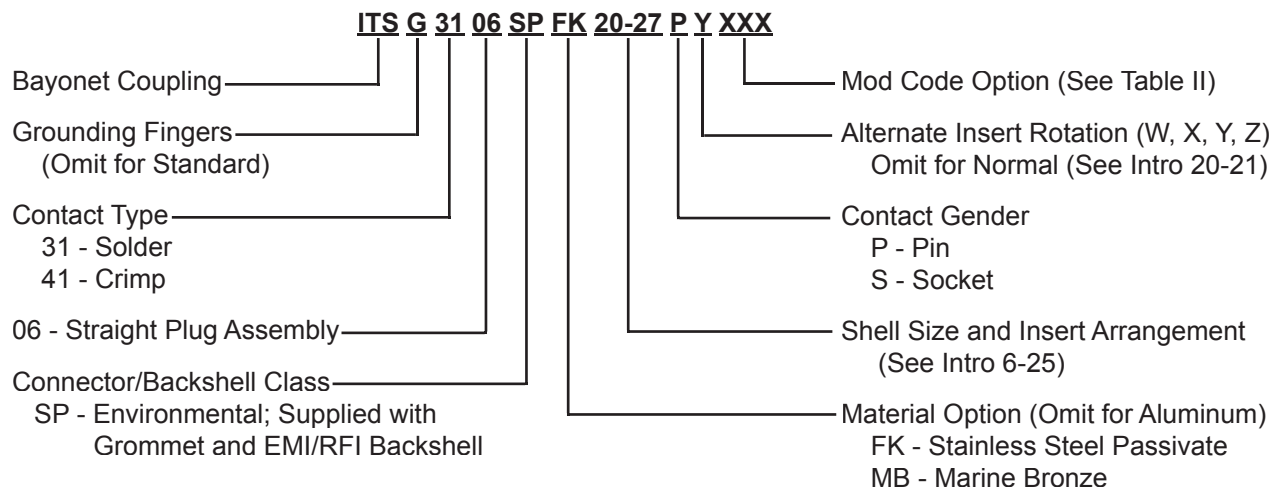 ITS G 31 06 SP FK 20-27 P Y XXX
Bayonet Coupling
Grounding Fingers
(Omit for Standard)
Contact Type
31 - Solder
41 - Crimp
06 - Straight Plug Assembly
Connector/Backshell Class
SP - Environmental; Supplied with
Grommet and EMI/RFI Backshell
Mod Code Option (See Table II)
Alternate Insert Rotation (W, X, Y, Z)
Omit for Normal (See Intro 20-21)
Contact Gender
P - Pin
S - Socket
Shell Size and Insert Arrangement
(See Intro 6-25)
Material Option (Omit for Aluminum)
FK - Stainless Steel Passivate
MB - Marine Bronze